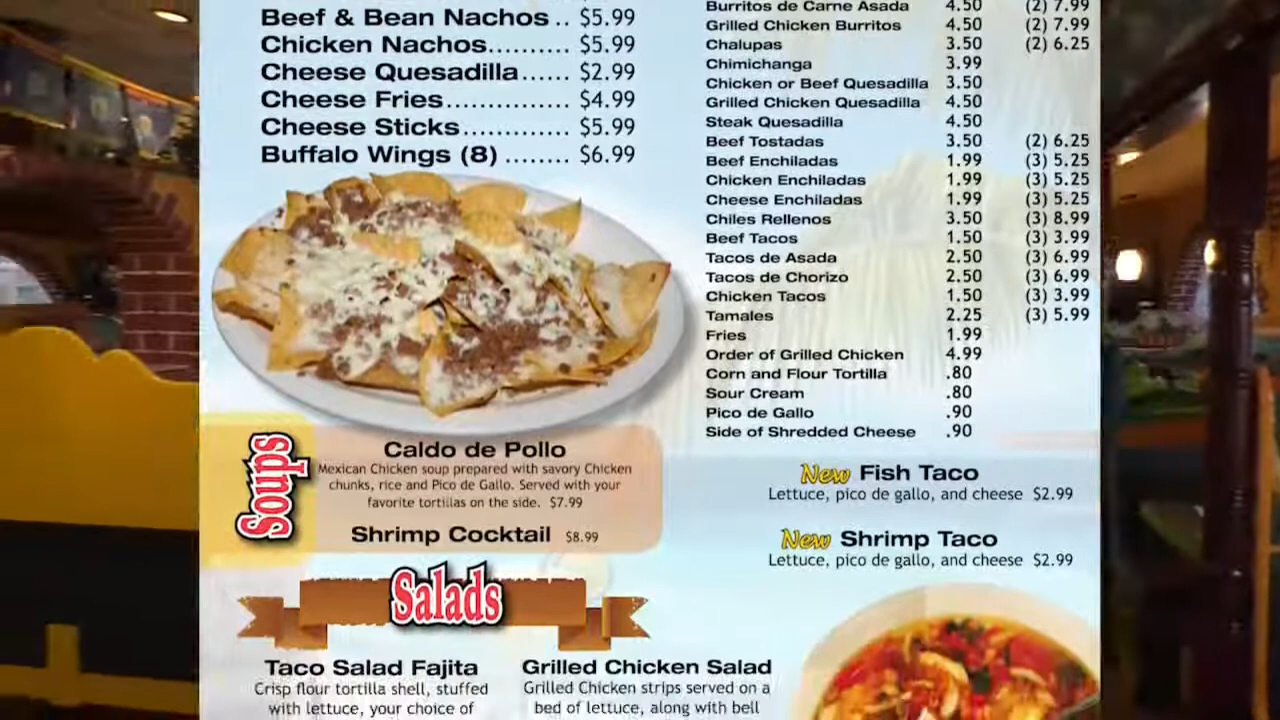 Beef & Bean Nachos .. $5.99
Chicken Nachos.......... $5.99
Cheese Quesadilla...... $2.99
Cheese Fries............... $4.99
Cheese Sticks............. $5.99
Buffalo Wings (8) ........ $6.99
Soups
Caldo de Pollo
Mexican Chicken soup prepared with savory Chicken
chunks, rice and Pico de Gallo. Served with your
favorite tortillas on the side. $7.99
Shrimp Cocktail $8.99
Salads
Taco Salad Fajita
Crisp flour tortilla shell, stuffed
with lettuce, your choice of
Grilled Chicken Salad
Grilled Chicken strips served on a
bed of lettuce, along with bell
Burritos de Carne Asada 4.50 (2) 7.99
Grilled Chicken Burritos 4.50 (2) 7.99
Chalupas 3.50 (2) 6.25
Chimichanga 3.99
Chicken or Beef Quesadilla 3.50
Grilled Chicken Quesadilla 4.50
Steak Quesadilla 4.50
Beef Tostadas 3.50 (2) 6.25
Beef Enchiladas 1.99 (3) 5.25
Chicken Enchiladas 1.99 (3) 5.25
Cheese Enchiladas 1.99 (3) 5.25
Chiles Rellenos 3.50 (3) 8.99
Beef Tacos 1.50 (3) 3.99
Tacos de Asada 2.50 (3) 6.99
Tacos de Chorizo 2.50 (3) 6.99
Chicken Tacos 1.50 (3) 3.99
Tamales 2.25 (3) 5.99
Fries 1.99
Order of Grilled Chicken 4.99
Corn and Flour Tortilla .80
Sour Cream .80
Pico de Gallo .90
Side of Shredded Cheese .90
New Fish Taco
Lettuce, pico de gallo, and cheese $2.99
New Shrimp Taco
Lettuce, pico de gallo, and cheese $2.99